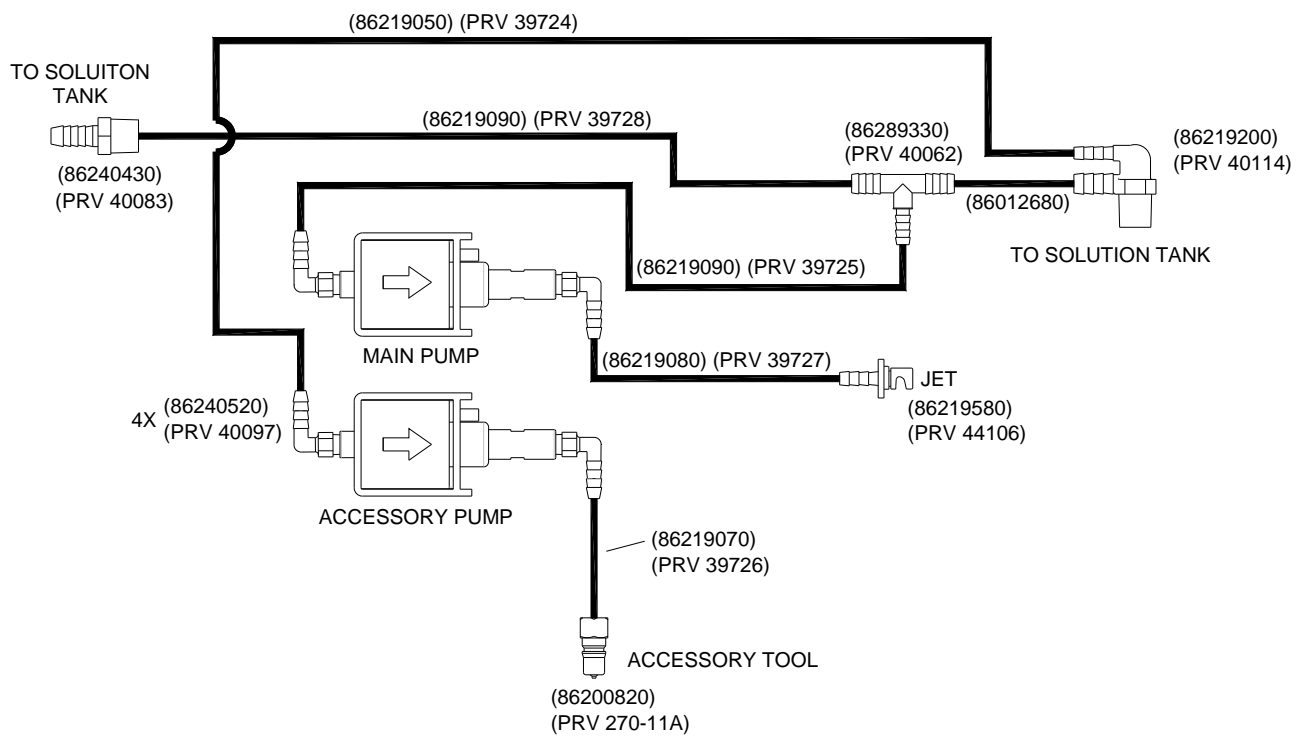 (86219050) (PRV 39724)
TO SOLUITON
TANK
(86219090) (PRV 39728)
(86289330)
(PRV 40062)
(86219200)
(PRV 40114)
(86240430)
(PRV 40083)
(86012680)
TO SOLUTION TANK
(86219090) (PRV 39725)
MAIN PUMP
(86219080) (PRV 39727)
JET
(86219580)
(PRV 44106)
4X (86240520)
(PRV 40097)
ACCESSORY PUMP
(86219070)
(PRV 39726)
ACCESSORY TOOL
(86200820)
(PRV 270-11A)